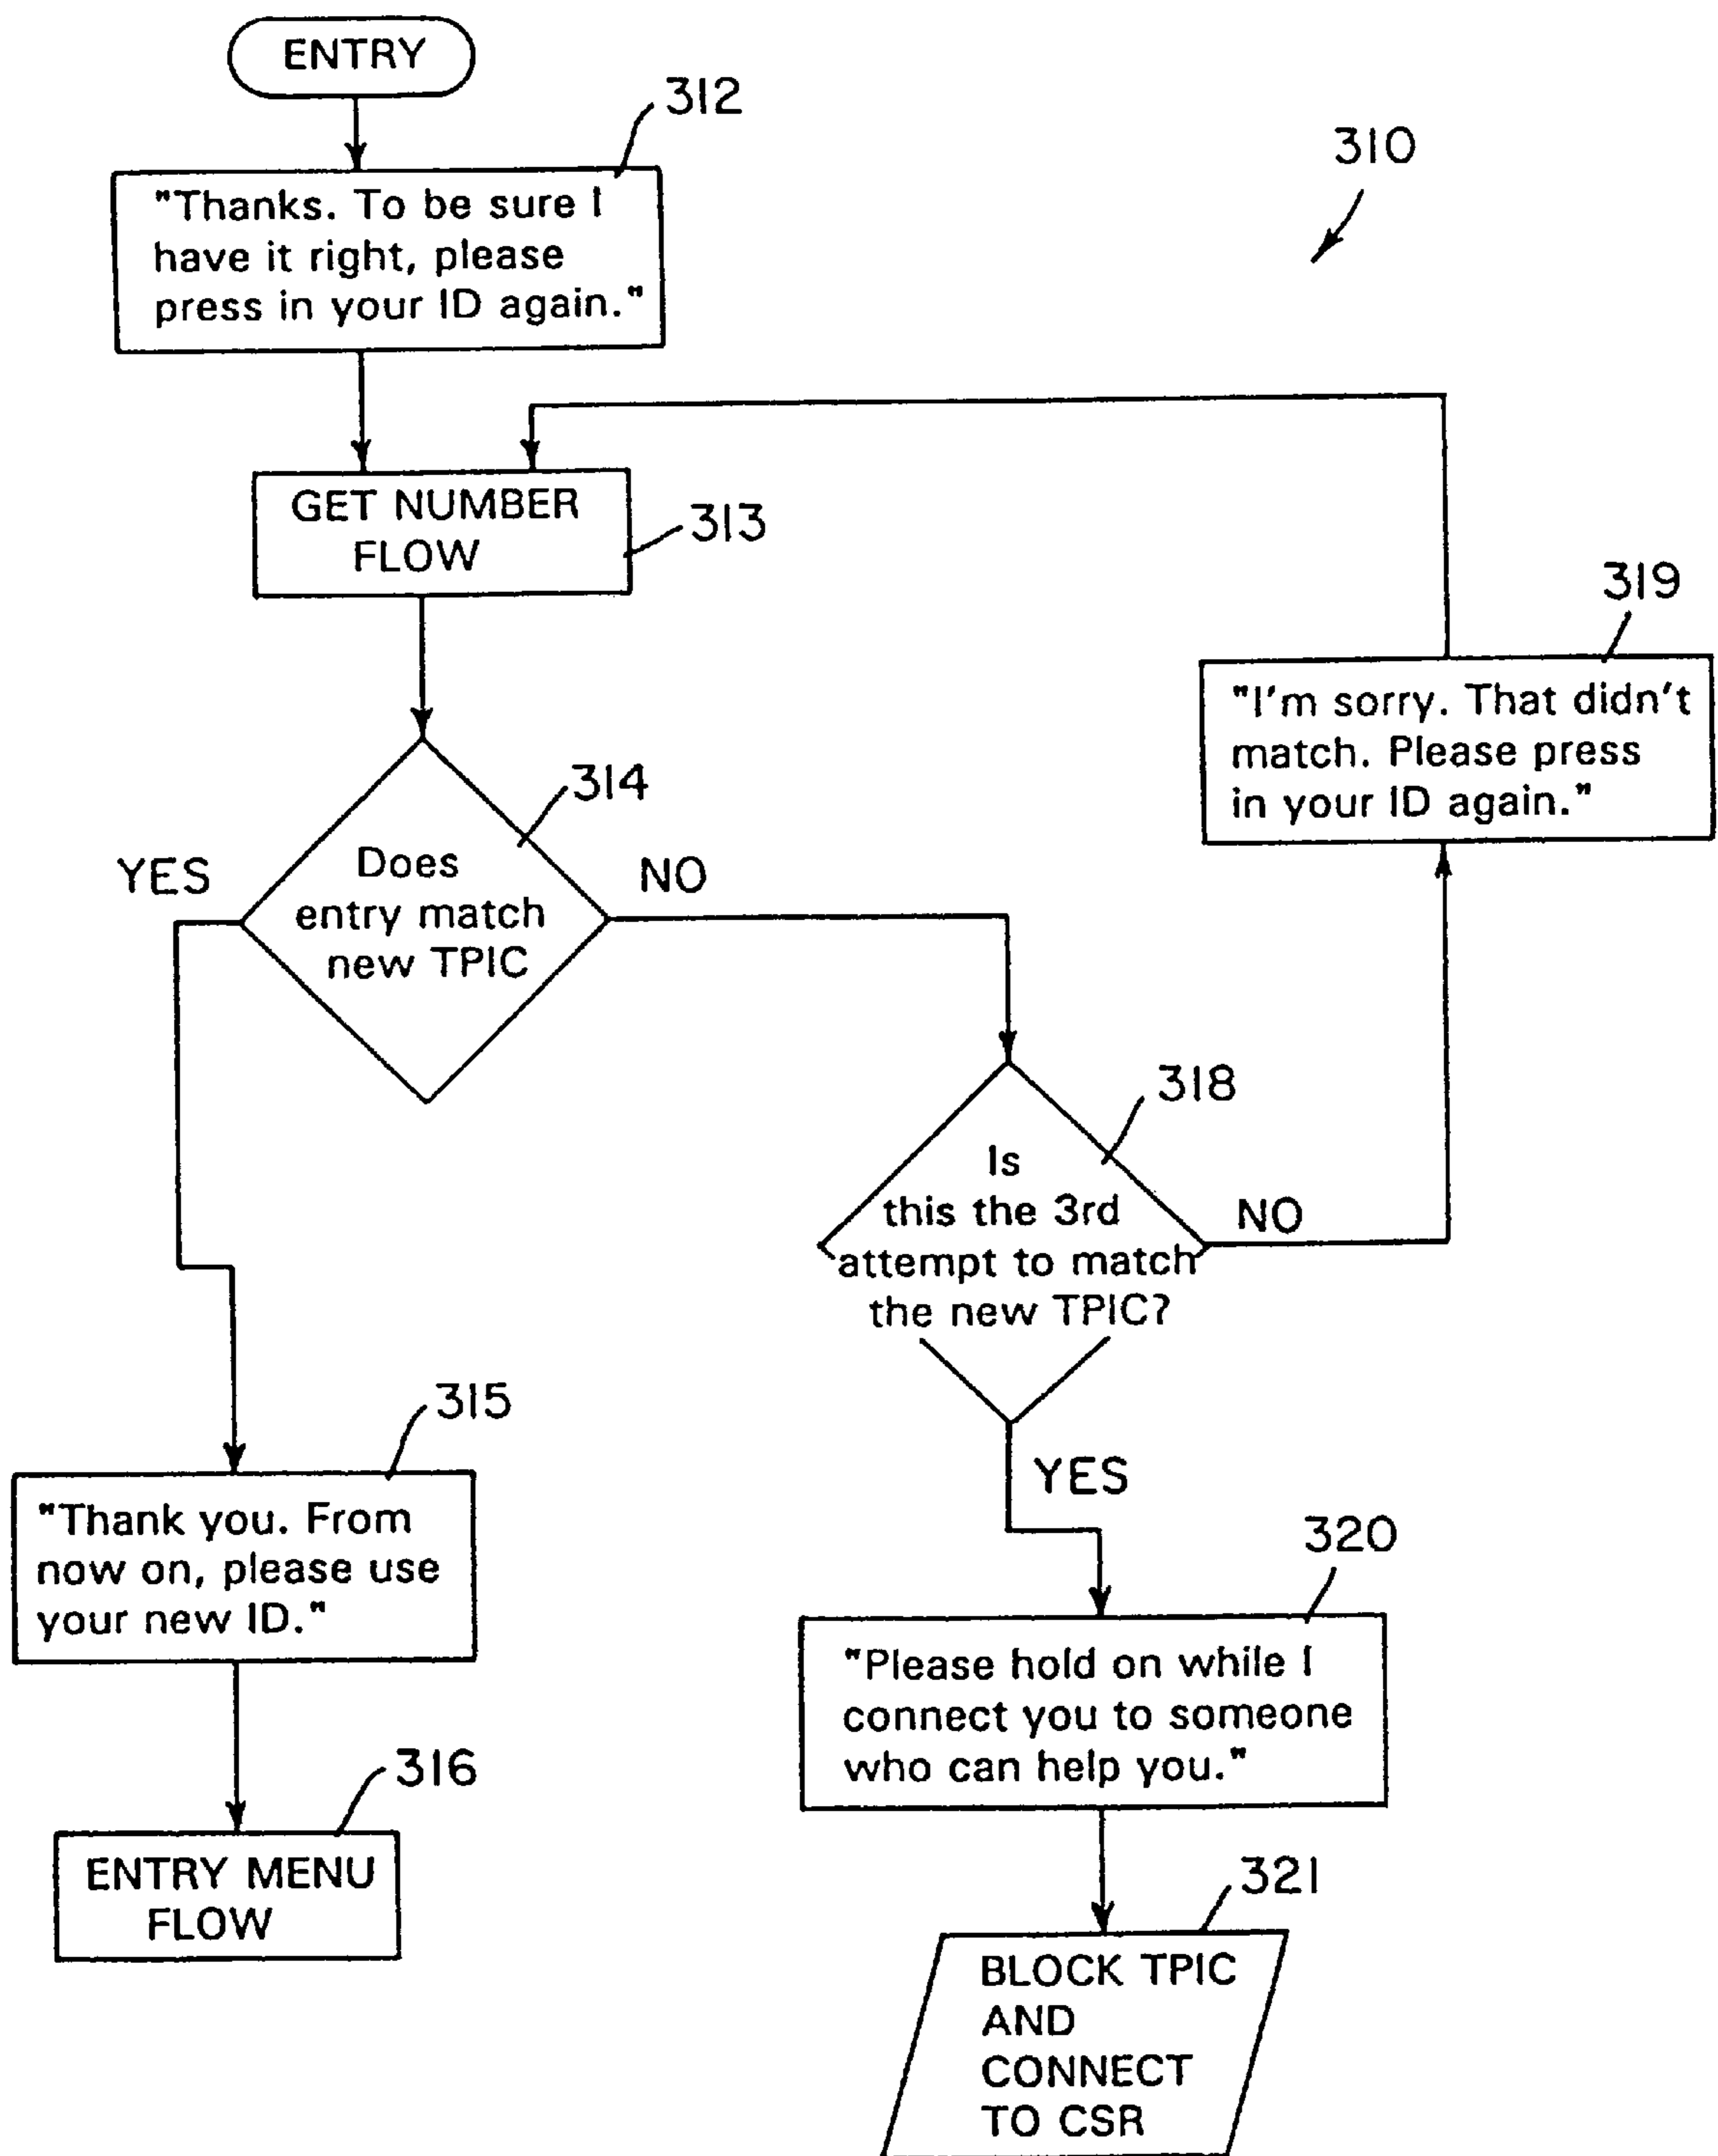 ENTRY
312
310
"Thanks. To be sure I
have it right, please
press in your ID again."
GET NUMBER
FLOW
313
319
"I'm sorry. That didn't
match. Please press
in your ID again."
314
YES
Does
entry match
new TPIC
NO
318
Is
this the 3rd
attempt to match
the new TPIC?
NO
315
YES
"Thank you. From
now on, please use
your new ID."
320
"Please hold on while I
connect you to someone
who can help you."
316
ENTRY MENU
FLOW
321
BLOCK TPIC
AND
CONNECT
TO CSR